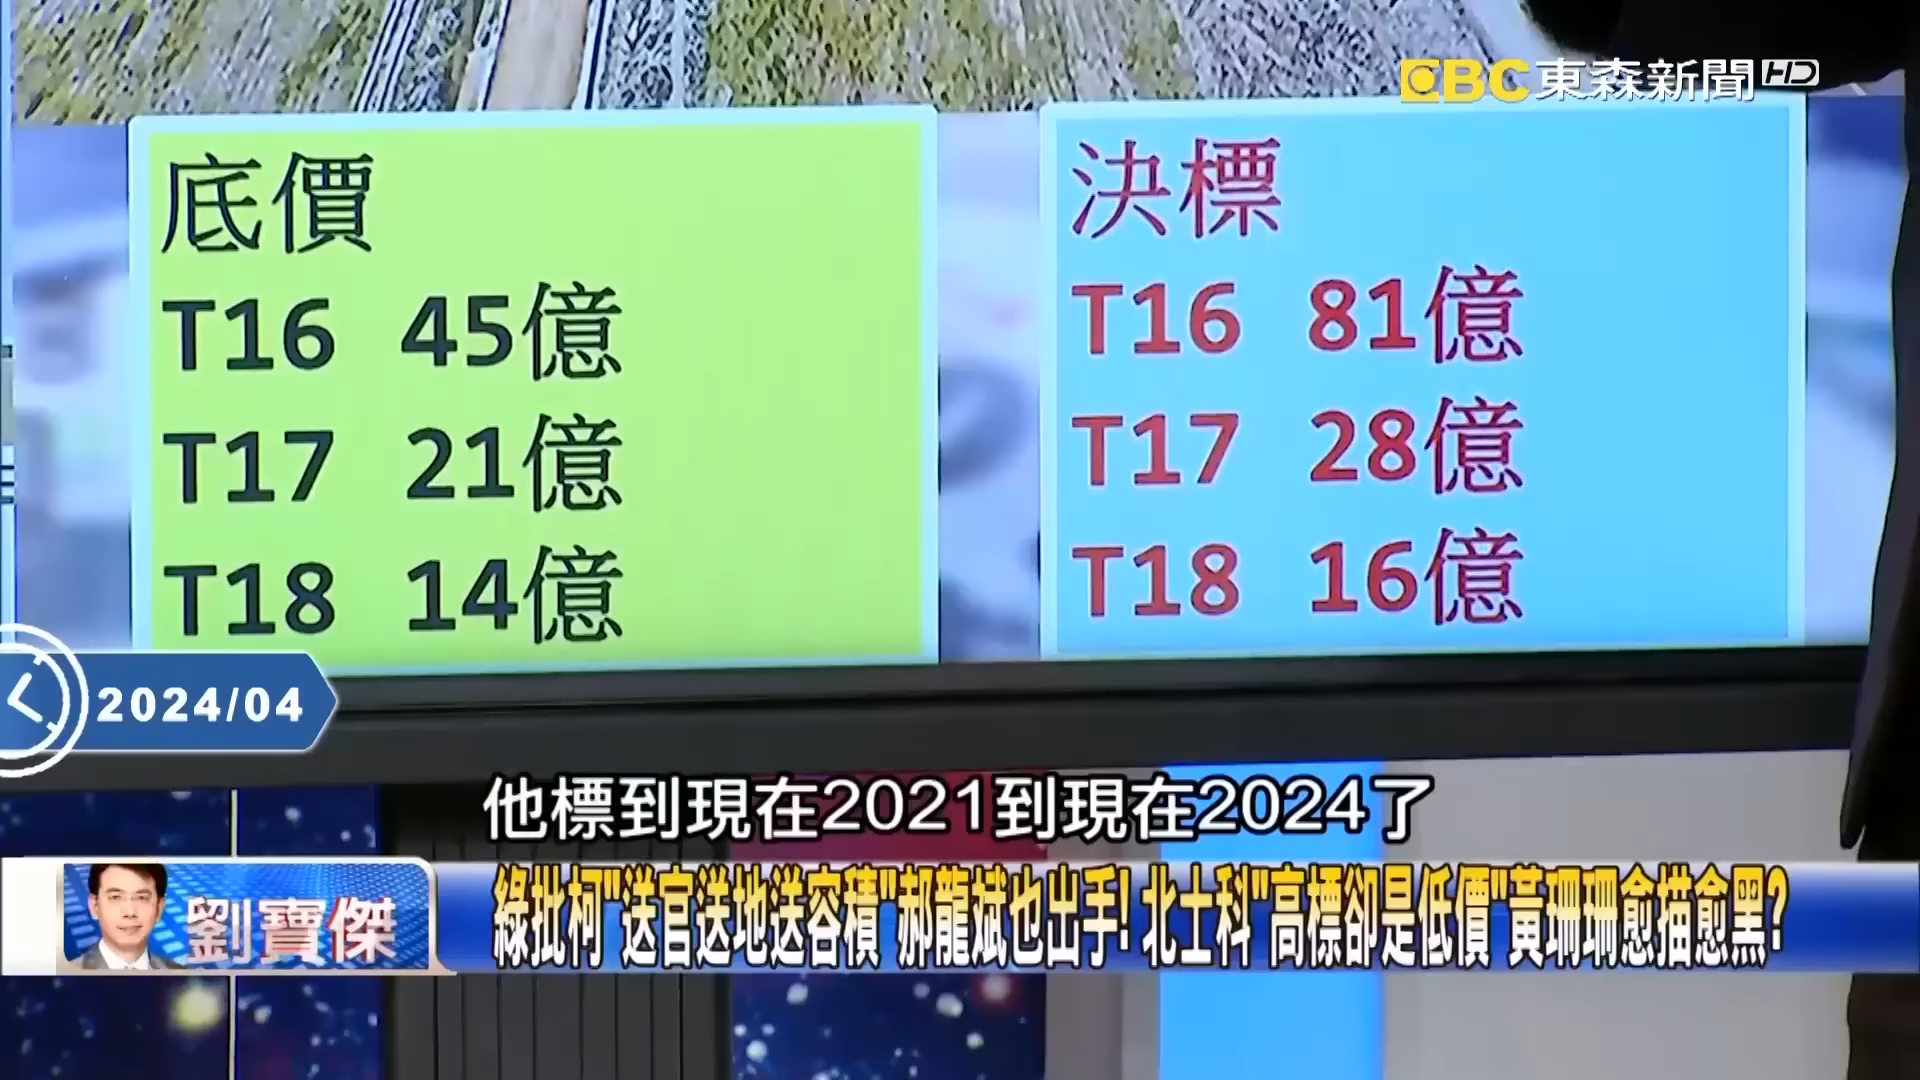 EBC東森新聞HD
底價
T16 45億
T17 21億
T18 14億
決標
T16 81億
T17 28億
T18 16億
2024/04
他標到現在2021到現在2024了
劉寶傑
綠批柯"送官送地送容積"郝龍斌也出手!北士科"高標卻是低價"黃珊珊愈描愈黑?